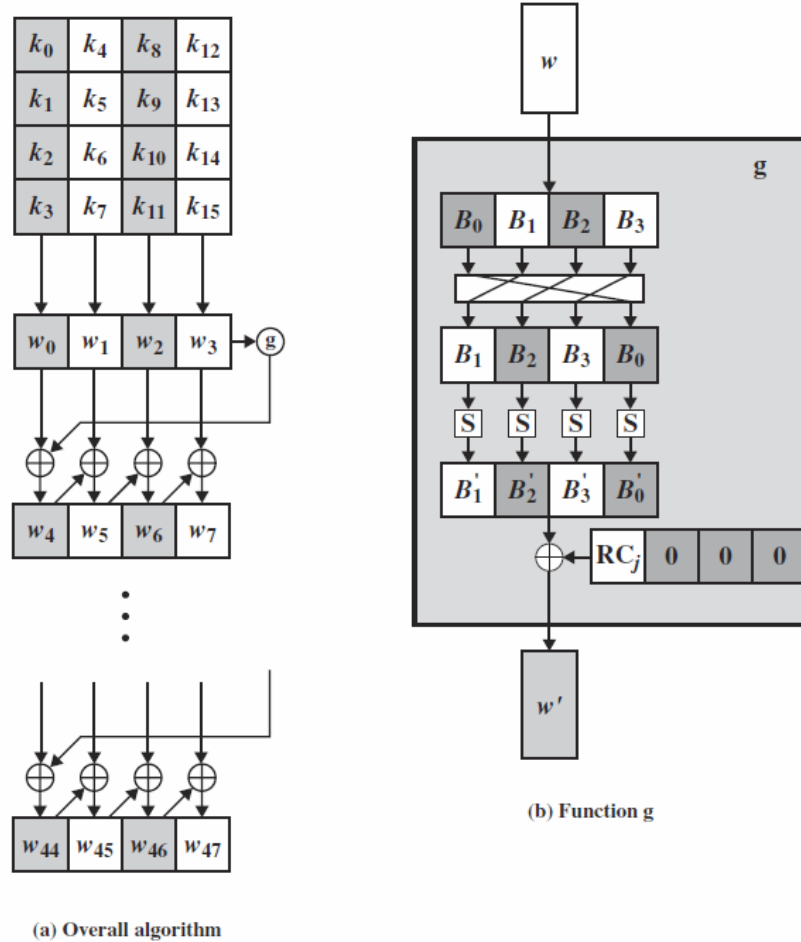 k0 k4 k8 k12
k1 k5 k9 k13
k2 k6 k10 k14
k3 k7 k11 k15
w0 w1 w2 w3 g
w4 w5 w6 w7
w44 w45 w46 w47
(a) Overall algorithm
w
g
B0 B1 B2 B3
B1 B2 B3 B0
S S S S
B'1 B'2 B'3 B'0
RCj 0 0 0
w'
(b) Function g